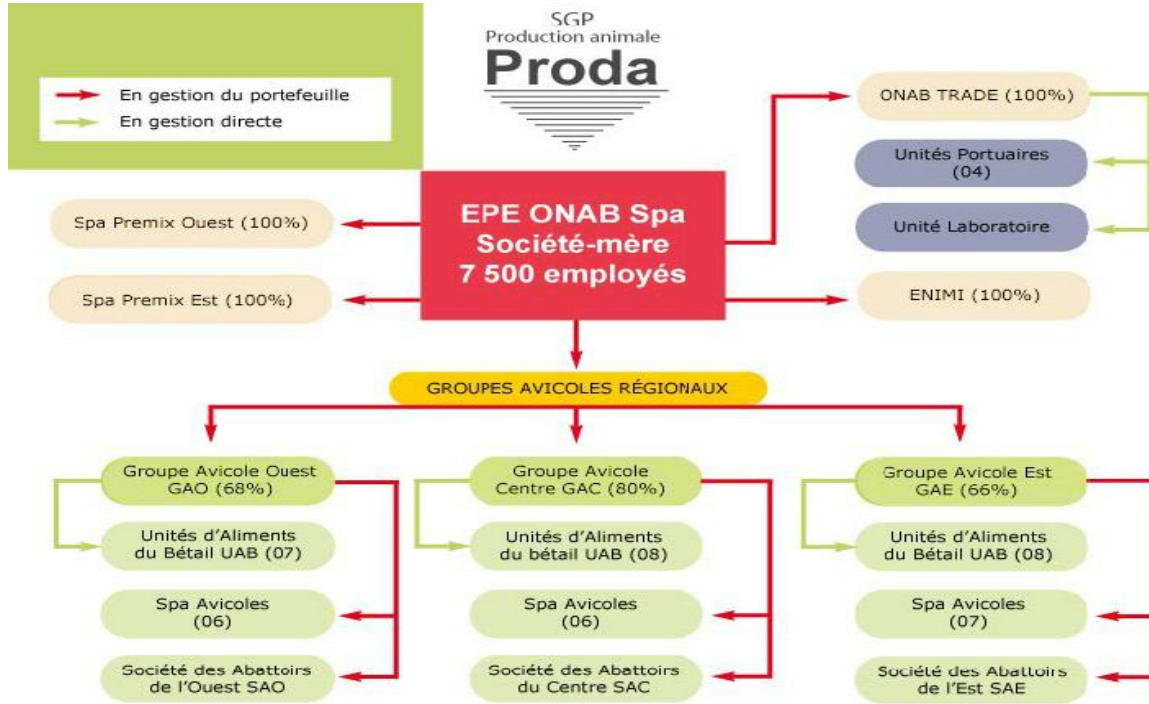 SGP
Production animale
Proda
En gestion du portefeuille
En gestion directe
ONAB TRADE (100%)
Unités Portuaires
(04)
Unité Laboratoire
ENIMI (100%)
Spa Premix Ouest (100%)
Spa Premix Est (100%)
EPE ONAB Spa
Société-mère
7 500 employés
GROUPES AVICOLES RÉGIONAUX
Groupe Avicole Ouest
GAO (68%)
Unités d'Aliments
du Bétail UAB (07)
Spa Avicoles
(06)
Société des Abattoirs
de l'Ouest SAO
Groupe Avicole
Centre GAC (80%)
Unités d'Aliments
du bétail UAB (08)
Spa Avicoles
(06)
Société des Abattoirs
du Centre SAC
Groupe Avicole Est
GAE (66%)
Unités d'Aliments
du Bétail UAB (08)
Spa Avicoles
(07)
Société des Abattoirs
de l'Est SAE